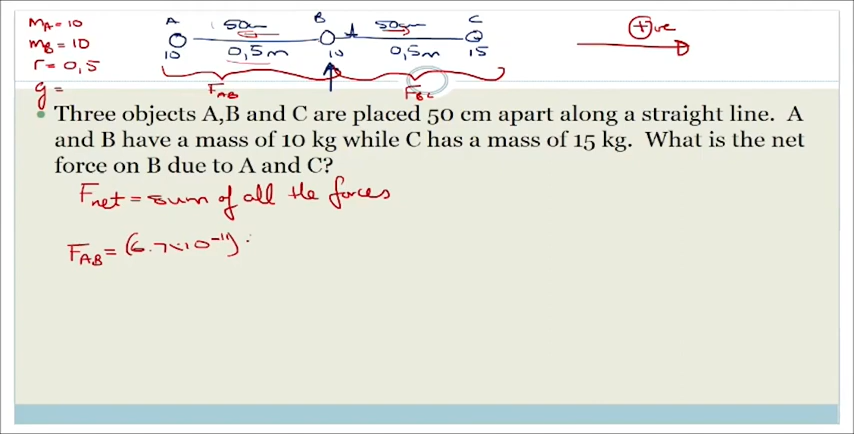 mA = 10
mB = 10
r = 0,5
g =
A B C
50cm 50cm
10 0,5m 10 0,5m 15
FAB FBC
+ve
Three objects A,B and C are placed 50 cm apart along a straight line. A
and B have a mass of 10 kg while C has a mass of 15 kg. What is the net
force on B due to A and C?
Fnet = sum of all the forces
FAB = (6.7×10⁻¹¹)